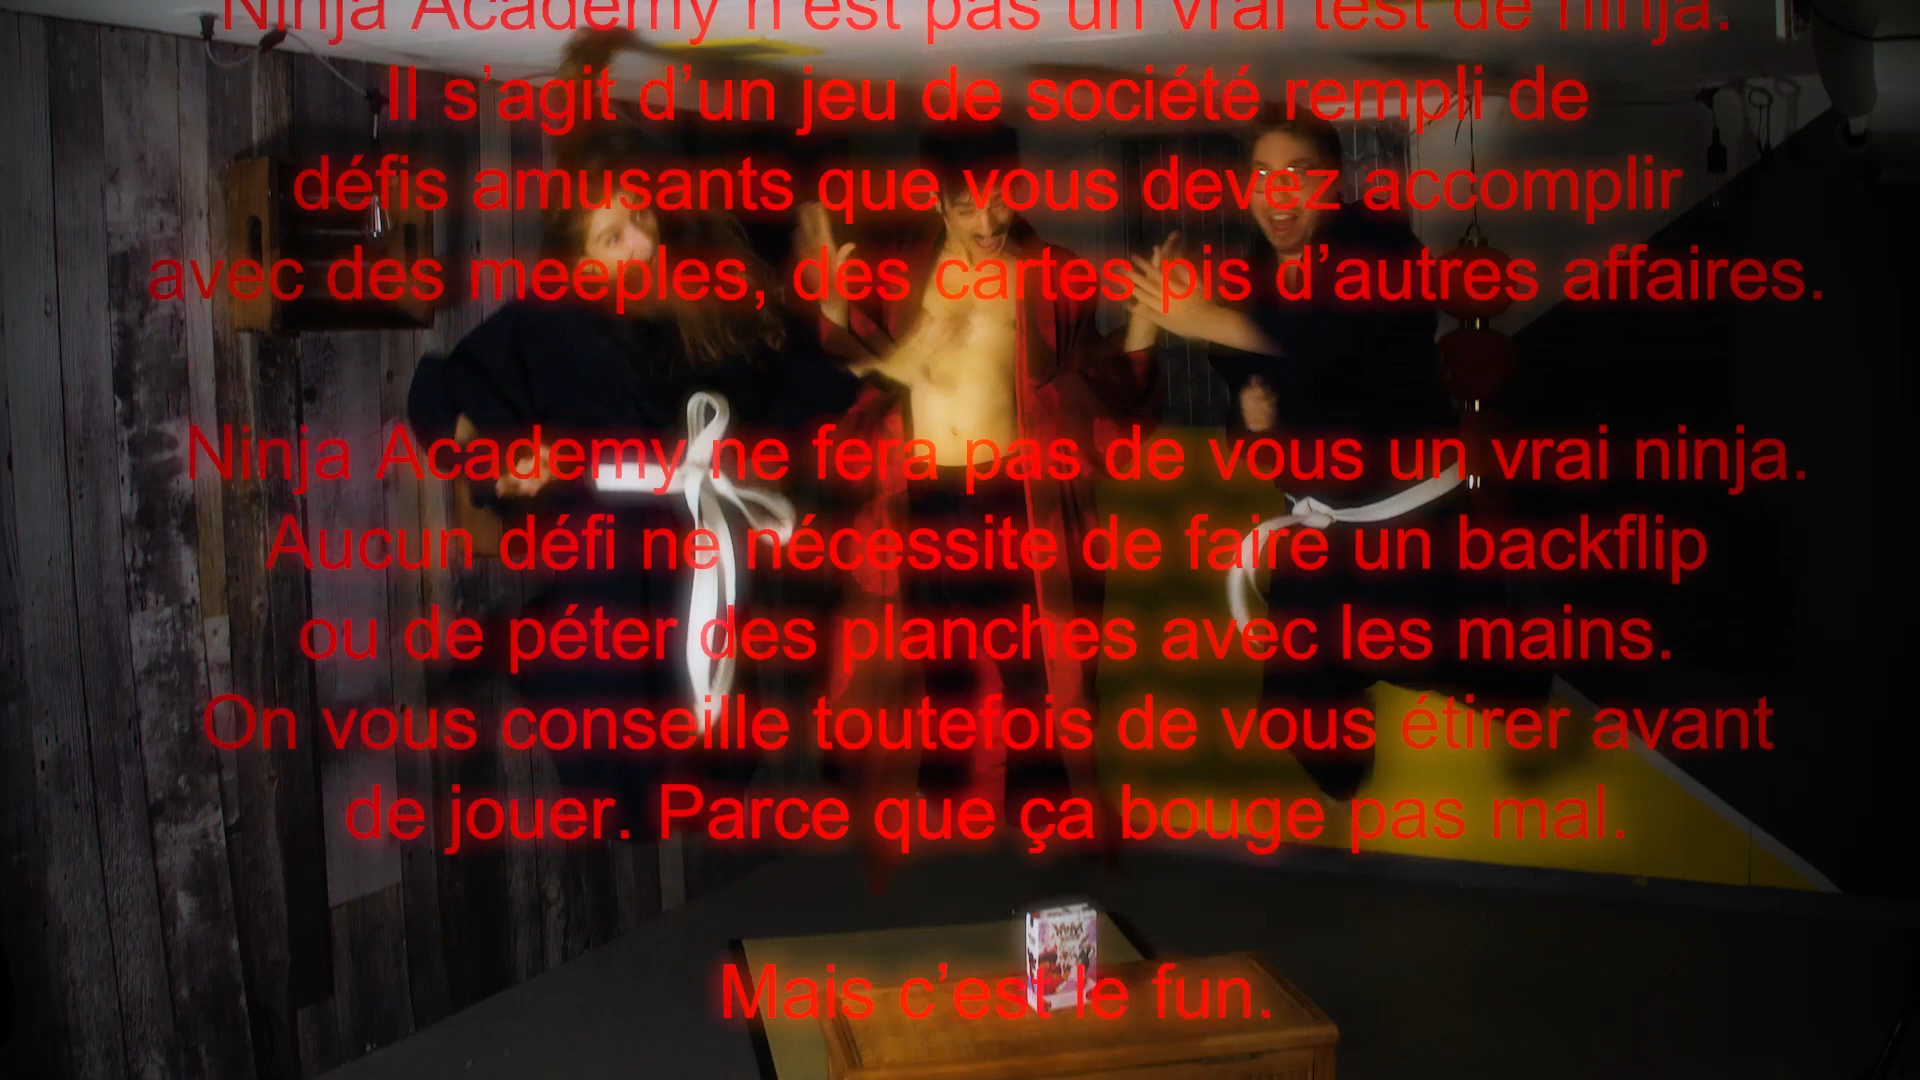 Ninja Academy n'est pas un vrai test de ninja.
Il s’agit d’un jeu de société rempli de
défis amusants que vous devez accomplir
avec des meeples, des cartes pis d’autres affaires.
Ninja Academy ne fera pas de vous un vrai ninja.
Aucun défi ne nécessite de faire un backflip
ou de péter des planches avec les mains.
On vous conseille toutefois de vous étirer avant
de jouer. Parce que ça bouge pas mal.
Mais c’est le fun.